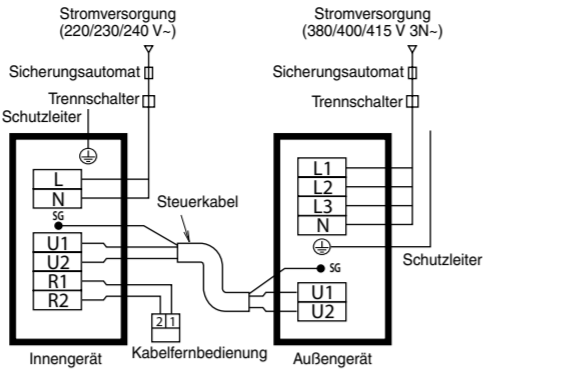 Stromversorgung
(220/230/240 V~)
Stromversorgung
(380/400/415 V 3N~)
Sicherungsautomat
Sicherungsautomat
Trennschalter
Trennschalter
Schutzleiter
L
N
SG
U1
U2
R1
R2
Steuerkabel
L1
L2
L3
N
Schutzleiter
SG
U1
U2
2 1
Kabelfernbedienung
Innengerät
Außengerät